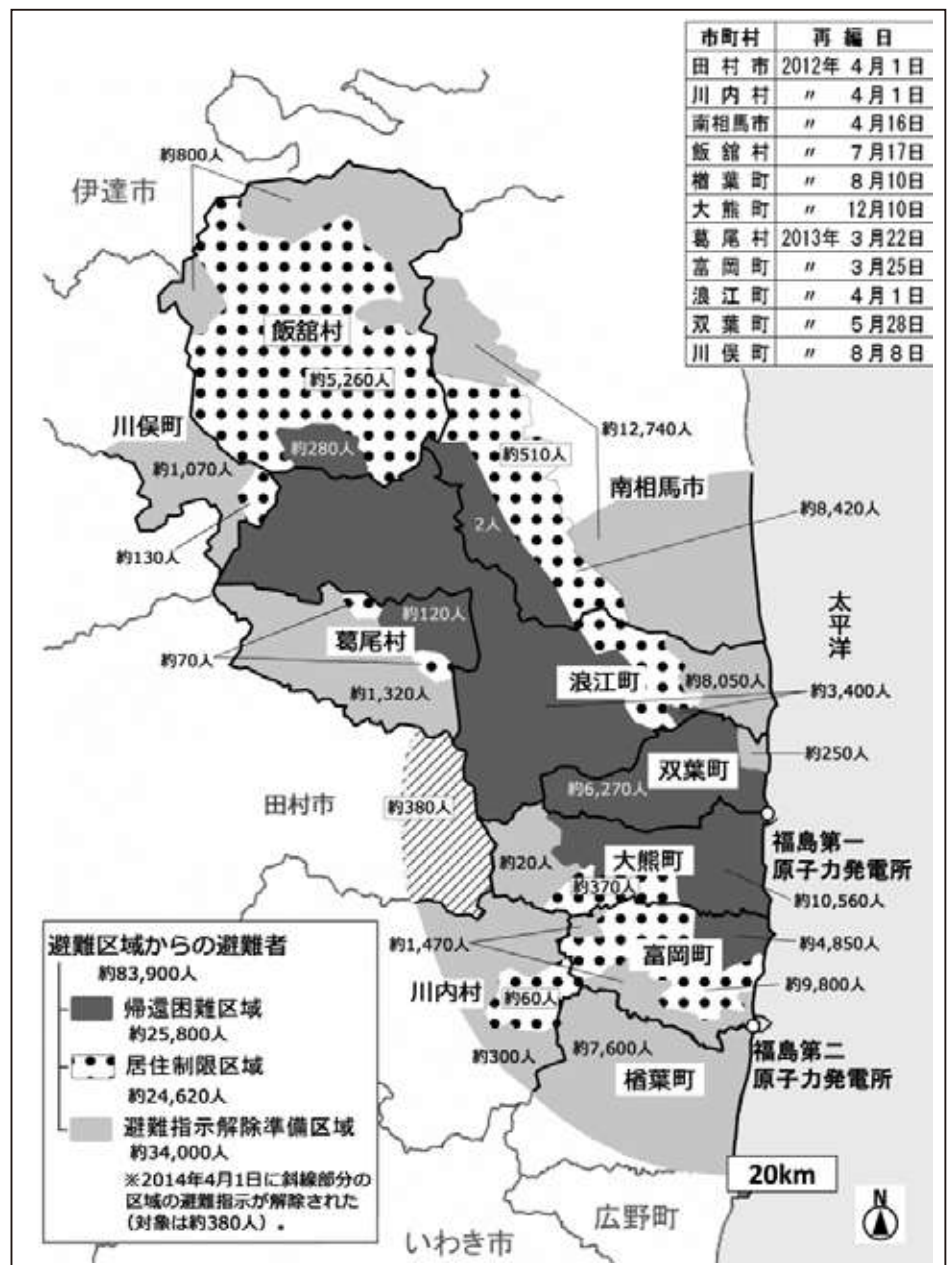 市町村 再編日
田村市 2012年 4月1日
川内村 〃 4月1日
南相馬市 〃 4月16日
飯舘村 〃 7月17日
楢葉町 〃 8月10日
大熊町 〃 12月10日
葛尾村 2013年 3月22日
富岡町 〃 3月25日
浪江町 〃 4月1日
双葉町 〃 5月28日
川俣町 〃 8月8日
約800人
伊達市
飯舘村
約5,260人
川俣町
約12,740人
約280人
約510人
約1,070人
南相馬市
約8,420人
2人
約130人
太平洋
約120人
葛尾村
約70人
浪江町
約8,050人
約3,400人
約1,320人
双葉町
約250人
約6,270人
田村市
約380人
福島第一
原子力発電所
大熊町
約20人
約370人
約10,560人
約1,470人
富岡町
約4,850人
約9,800人
川内村
約60人
約300人
約7,600人
福島第二
原子力発電所
楢葉町
避難区域からの避難者
約83,900人
帰還困難区域
約25,800人
居住制限区域
約24,620人
避難指示解除準備区域
約34,000人
※2014年4月1日に斜線部分の
区域の避難指示が解除された
(対象は約380人)。
20km
N
広野町
いわき市